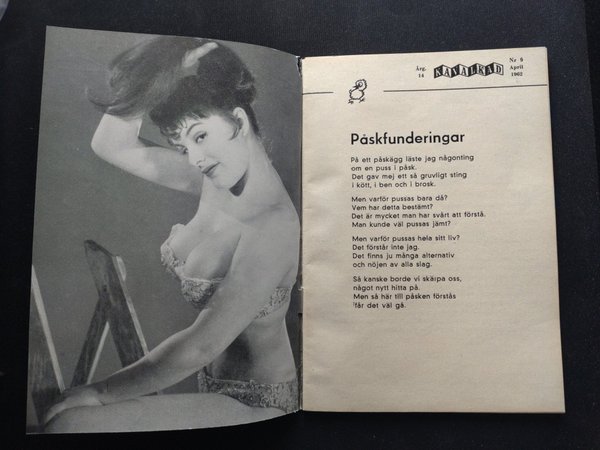 Årg.
14
KAVALKAD
Nr 9
April
1962
Påskfunderingar
På ett påskägg läste jag någonting
om en puss i påsk.
Det gav mej ett så gruvligt sting
i kött, i ben och i brosk.
Men varför pussas bara då?
Vem har detta bestämt?
Det är mycket man har svårt att förstå.
Man kunde väl pussas jämt?
Men varför pussas hela sitt liv?
Det förstår inte jag.
Det finns ju många alternativ
och nöjen av alla slag.
Så kanske borde vi skärpa oss,
något nytt hitta på.
Men så här till påsken förstås
får det väl gå.